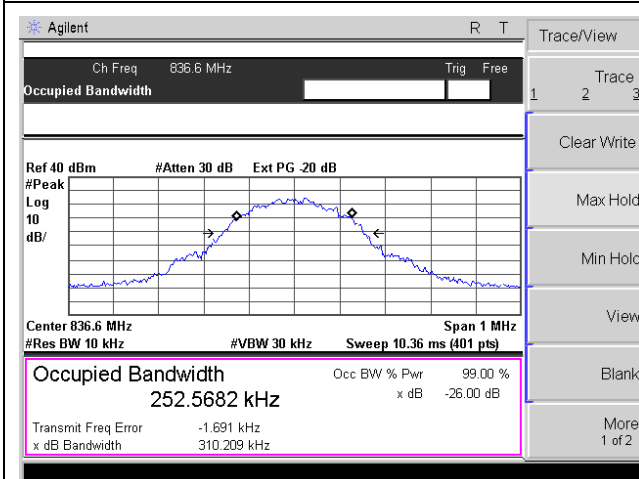 Agilent R T
Trace/View
Ch Freq 836.6 MHz Trig Free
Occupied Bandwidth
Trace
1 2 3
Clear Write
Ref 40 dBm #Atten 30 dB Ext PG -20 dB
#Peak
Log
10
dB/
Max Hold
Min Hold
View
Center 836.6 MHz Span 1 MHz
#Res BW 10 kHz #VBW 30 kHz Sweep 10.36 ms (401 pts)
Blank
Occupied Bandwidth Occ BW % Pwr 99.00 %
252.5682 kHz x dB -26.00 dB
Transmit Freq Error -1.691 kHz
x dB Bandwidth 310.209 kHz
More
1 of 2